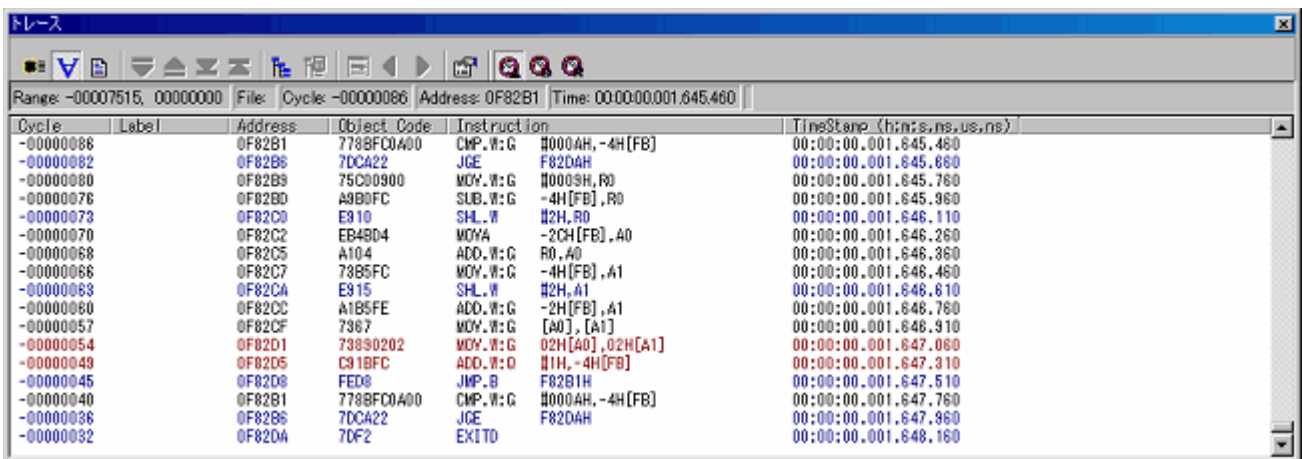 トレース
Range: -00007515, 00000000 File: Cycle: -00000086 Address: 0F82B1 Time: 00:00:00.001.645.460
Cycle Label Address Object Code Instruction TimeStamp (h:m:s.ms.us.ns)
-00000086 0F82B1 778BFC0A00 CMP.W:G #000AH,-4H[FB] 00:00:00.001.645.460
-00000082 0F82B6 7DCA22 JGE F82DAH 00:00:00.001.645.660
-00000080 0F82B9 75C00900 MOV.W:G #0009H,R0 00:00:00.001.645.760
-00000076 0F82BD A9B0FC SUB.W:G -4H[FB],R0 00:00:00.001.645.960
-00000073 0F82C0 E910 SHL.W #2H,R0 00:00:00.001.646.110
-00000070 0F82C2 EB4BD4 MOVA -2CH[FB],A0 00:00:00.001.646.260
-00000068 0F82C5 A104 ADD.W:G R0,A0 00:00:00.001.646.360
-00000066 0F82C7 73B5FC MOV.W:G -4H[FB],A1 00:00:00.001.646.460
-00000063 0F82CA E915 SHL.W #2H,A1 00:00:00.001.646.610
-00000060 0F82CC A1B5FE ADD.W:G -2H[FB],A1 00:00:00.001.646.760
-00000057 0F82CF 7367 MOV.W:G [A0],[A1] 00:00:00.001.646.910
-00000054 0F82D1 73890202 MOV.W:G 02H[A0],02H[A1] 00:00:00.001.647.060
-00000049 0F82D5 C91BFC ADD.W:Q #1H,-4H[FB] 00:00:00.001.647.310
-00000045 0F82D8 FED8 JMP.B F82B1H 00:00:00.001.647.510
-00000040 0F82B1 778BFC0A00 CMP.W:G #000AH,-4H[FB] 00:00:00.001.647.760
-00000036 0F82B6 7DCA22 JGE F82DAH 00:00:00.001.647.960
-00000032 0F82DA 7DF2 EXITD 00:00:00.001.648.160